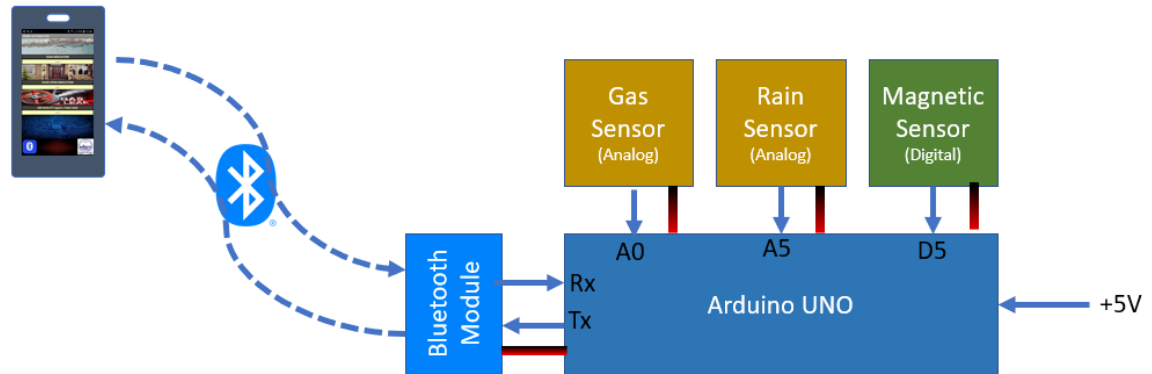 Gas
Sensor
(Analog)
Rain
Sensor
(Analog)
Magnetic
Sensor
(Digital)
A0
A5
D5
Bluetooth
Module
Rx
Tx
Arduino UNO
+5V
®